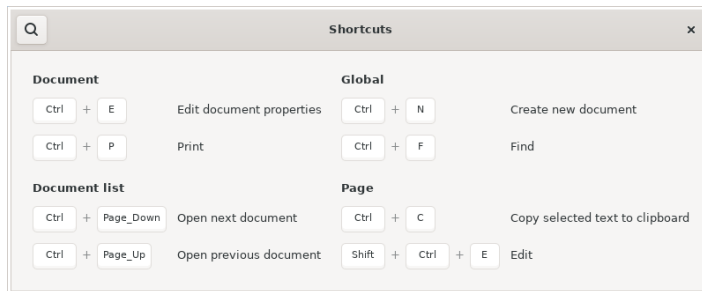 Shortcuts ×
Document
Ctrl + E Edit document properties
Ctrl + P Print
Document list
Ctrl + Page_Down Open next document
Ctrl + Page_Up Open previous document
Global
Ctrl + N Create new document
Ctrl + F Find
Page
Ctrl + C Copy selected text to clipboard
Shift + Ctrl + E Edit